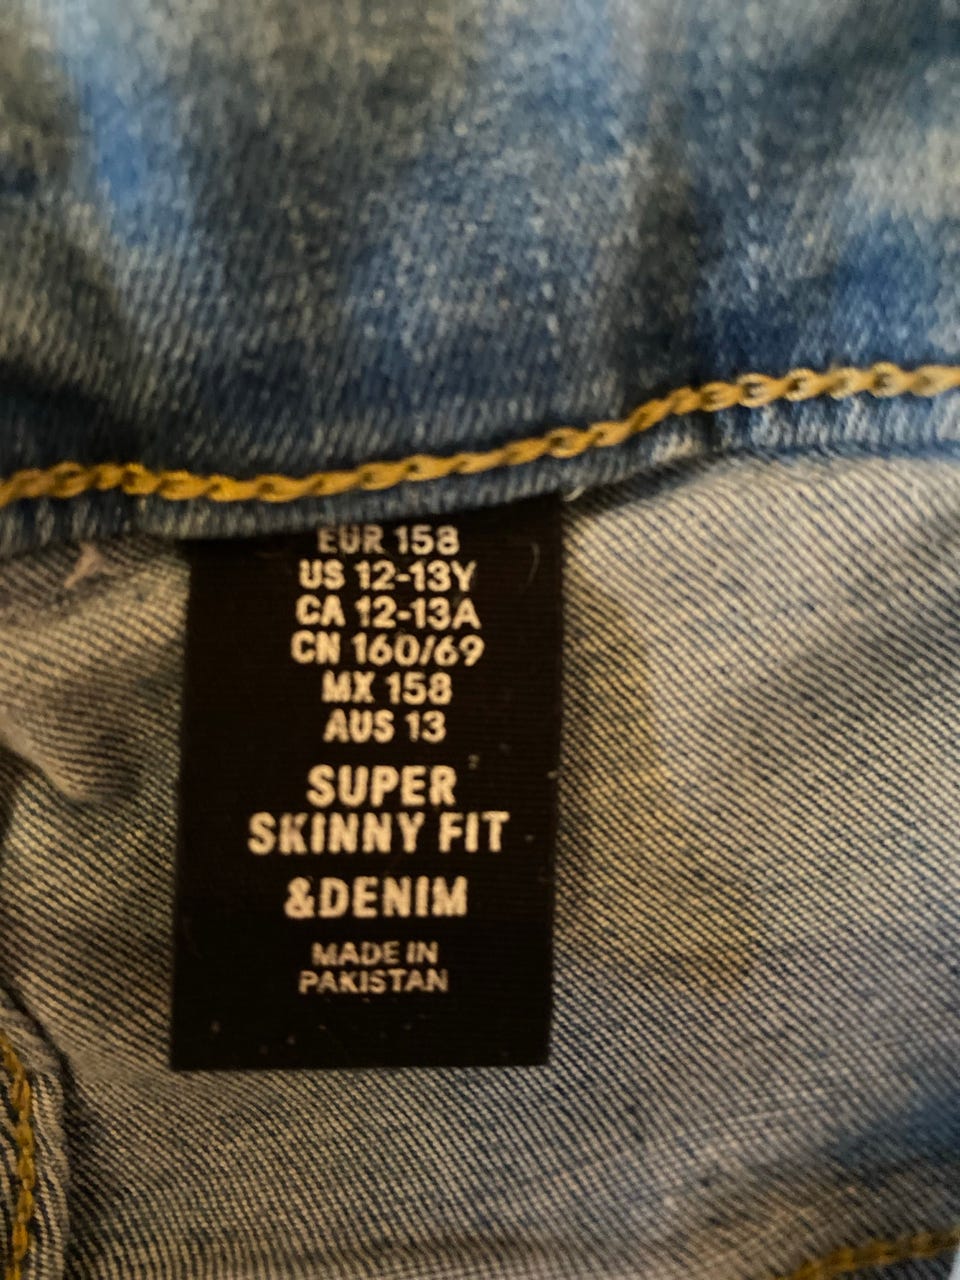 EUR 158
US 12-13Y
CA 12-13A
CN 160/69
MX 158
AUS 13
SUPER
SKINNY FIT
&DENIM
MADE IN
PAKISTAN